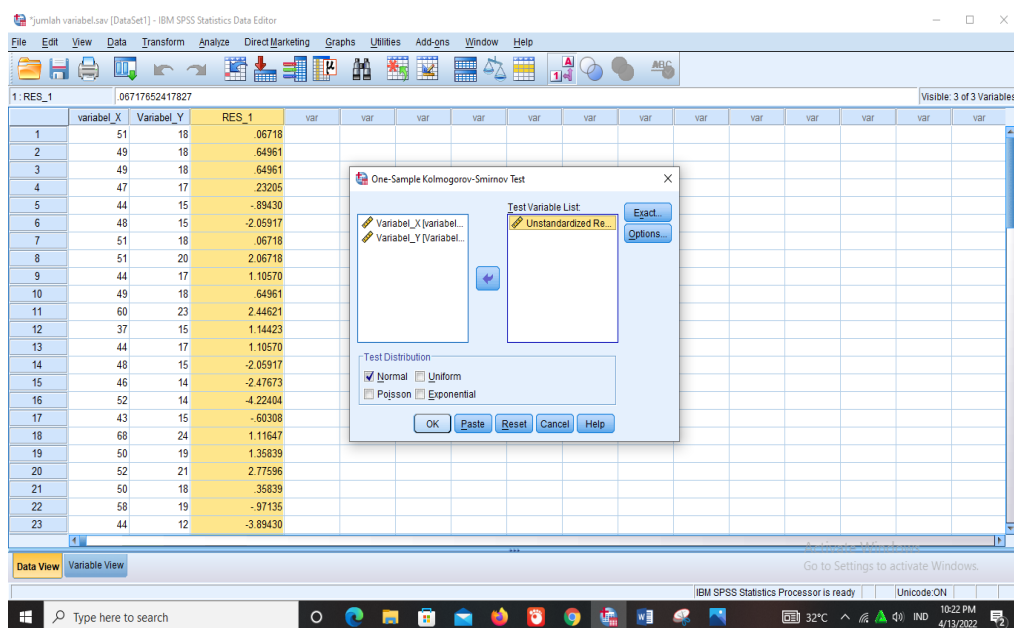 *jumlah variabel.sav [DataSet1] - IBM SPSS Statistics Data Editor
File Edit View Data Transform Analyze Direct Marketing Graphs Utilities Add-ons Window Help
1 : RES_1 .06717652417827 Visible: 3 of 3 Variables
variabel_X Variabel_Y RES_1 var var var var var var var var var var var var var
1 51 18 .06718
2 49 18 .64961
3 49 18 .64961
4 47 17 .23205
5 44 15 -.89430
6 48 15 -2.05917
7 51 18 .06718
8 51 20 2.06718
9 44 17 1.10570
10 49 18 .64961
11 60 23 2.44621
12 37 15 1.14423
13 44 17 1.10570
14 48 15 -2.05917
15 46 14 -2.47673
16 52 14 -4.22404
17 43 15 -.60308
18 68 24 1.11647
19 50 19 1.35839
20 52 21 2.77596
21 50 18 .35839
22 58 19 -.97135
23 44 12 -3.89430
One-Sample Kolmogorov-Smirnov Test
Test Variable List:
Variabel_X [variabel...
Variabel_Y [Variabel...
Unstandardized Re...
Exact...
Options...
Test Distribution
Normal Uniform
Poisson Exponential
OK Paste Reset Cancel Help
Data View Variable View
Go to Settings to activate Windows.
IBM SPSS Statistics Processor is ready Unicode:ON
Type here to search 32°C IND 10:22 PM
4/13/2022